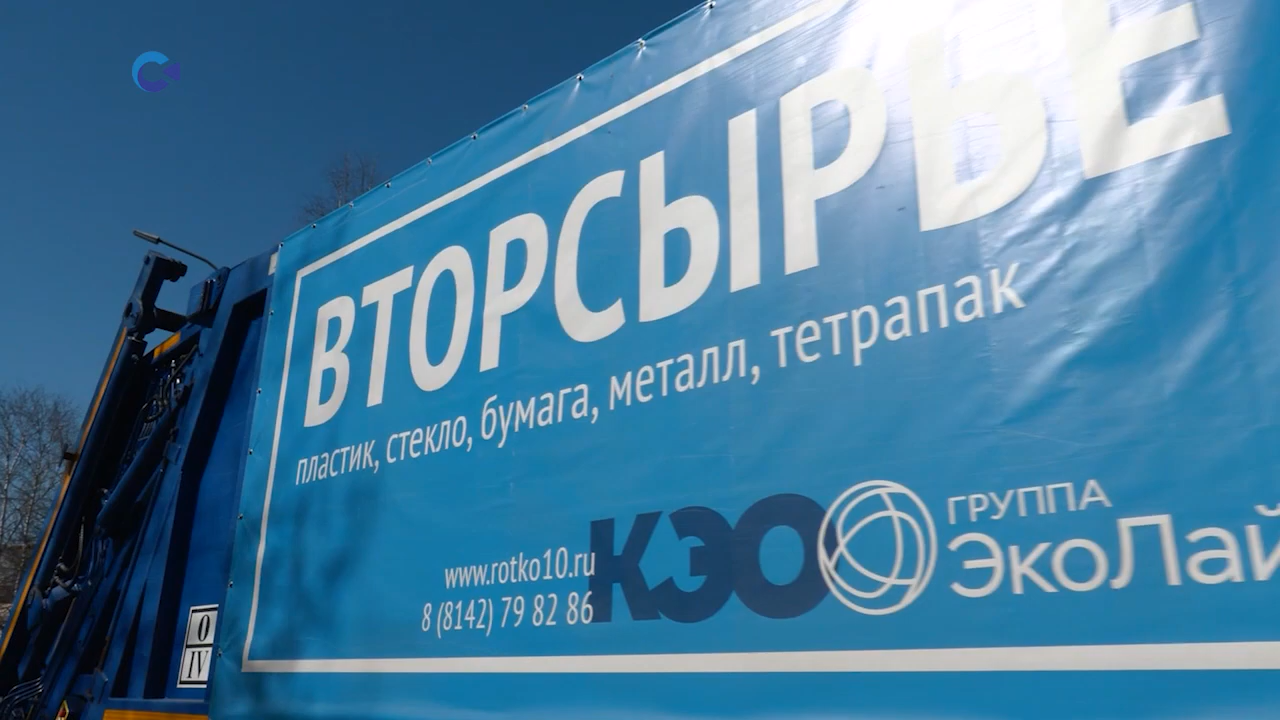 ВТОРСЫРЬЕ
пластик, стекло, бумага, металл, тетрапак
www.rotko10.ru
8 (8142) 79 82 86
КЭО
ГРУППА
ЭкоЛай
O
IV